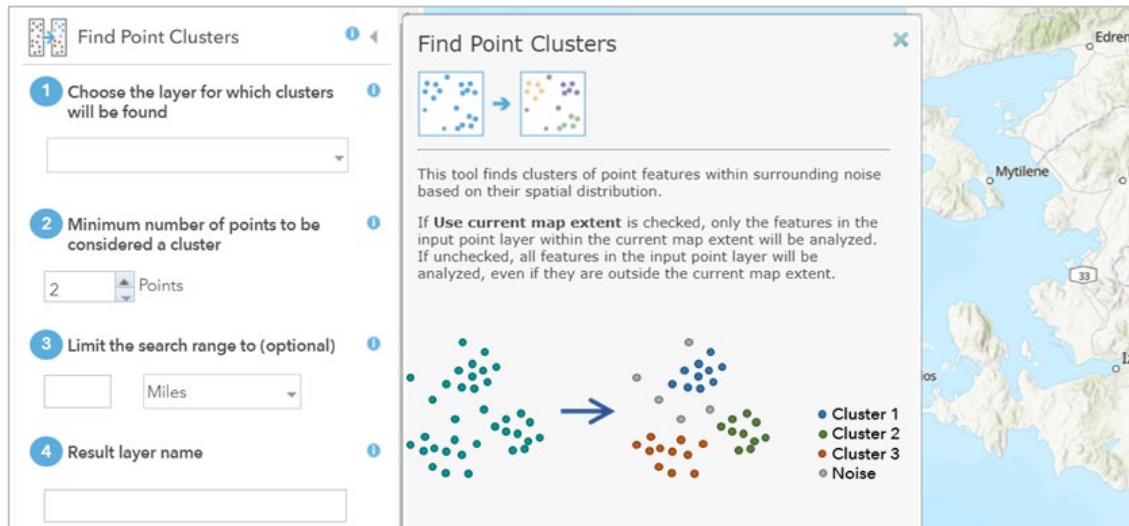 Find Point Clusters
1 Choose the layer for which clusters
will be found
2 Minimum number of points to be
considered a cluster
2 Points
3 Limit the search range to (optional)
Miles
4 Result layer name
Find Point Clusters
This tool finds clusters of point features within surrounding noise
based on their spatial distribution.
If Use current map extent is checked, only the features in the
input point layer within the current map extent will be analyzed.
If unchecked, all features in the input point layer will be
analyzed, even if they are outside the current map extent.
Cluster 1
Cluster 2
Cluster 3
Noise
Edrem
Mytilene
33
os
Iz